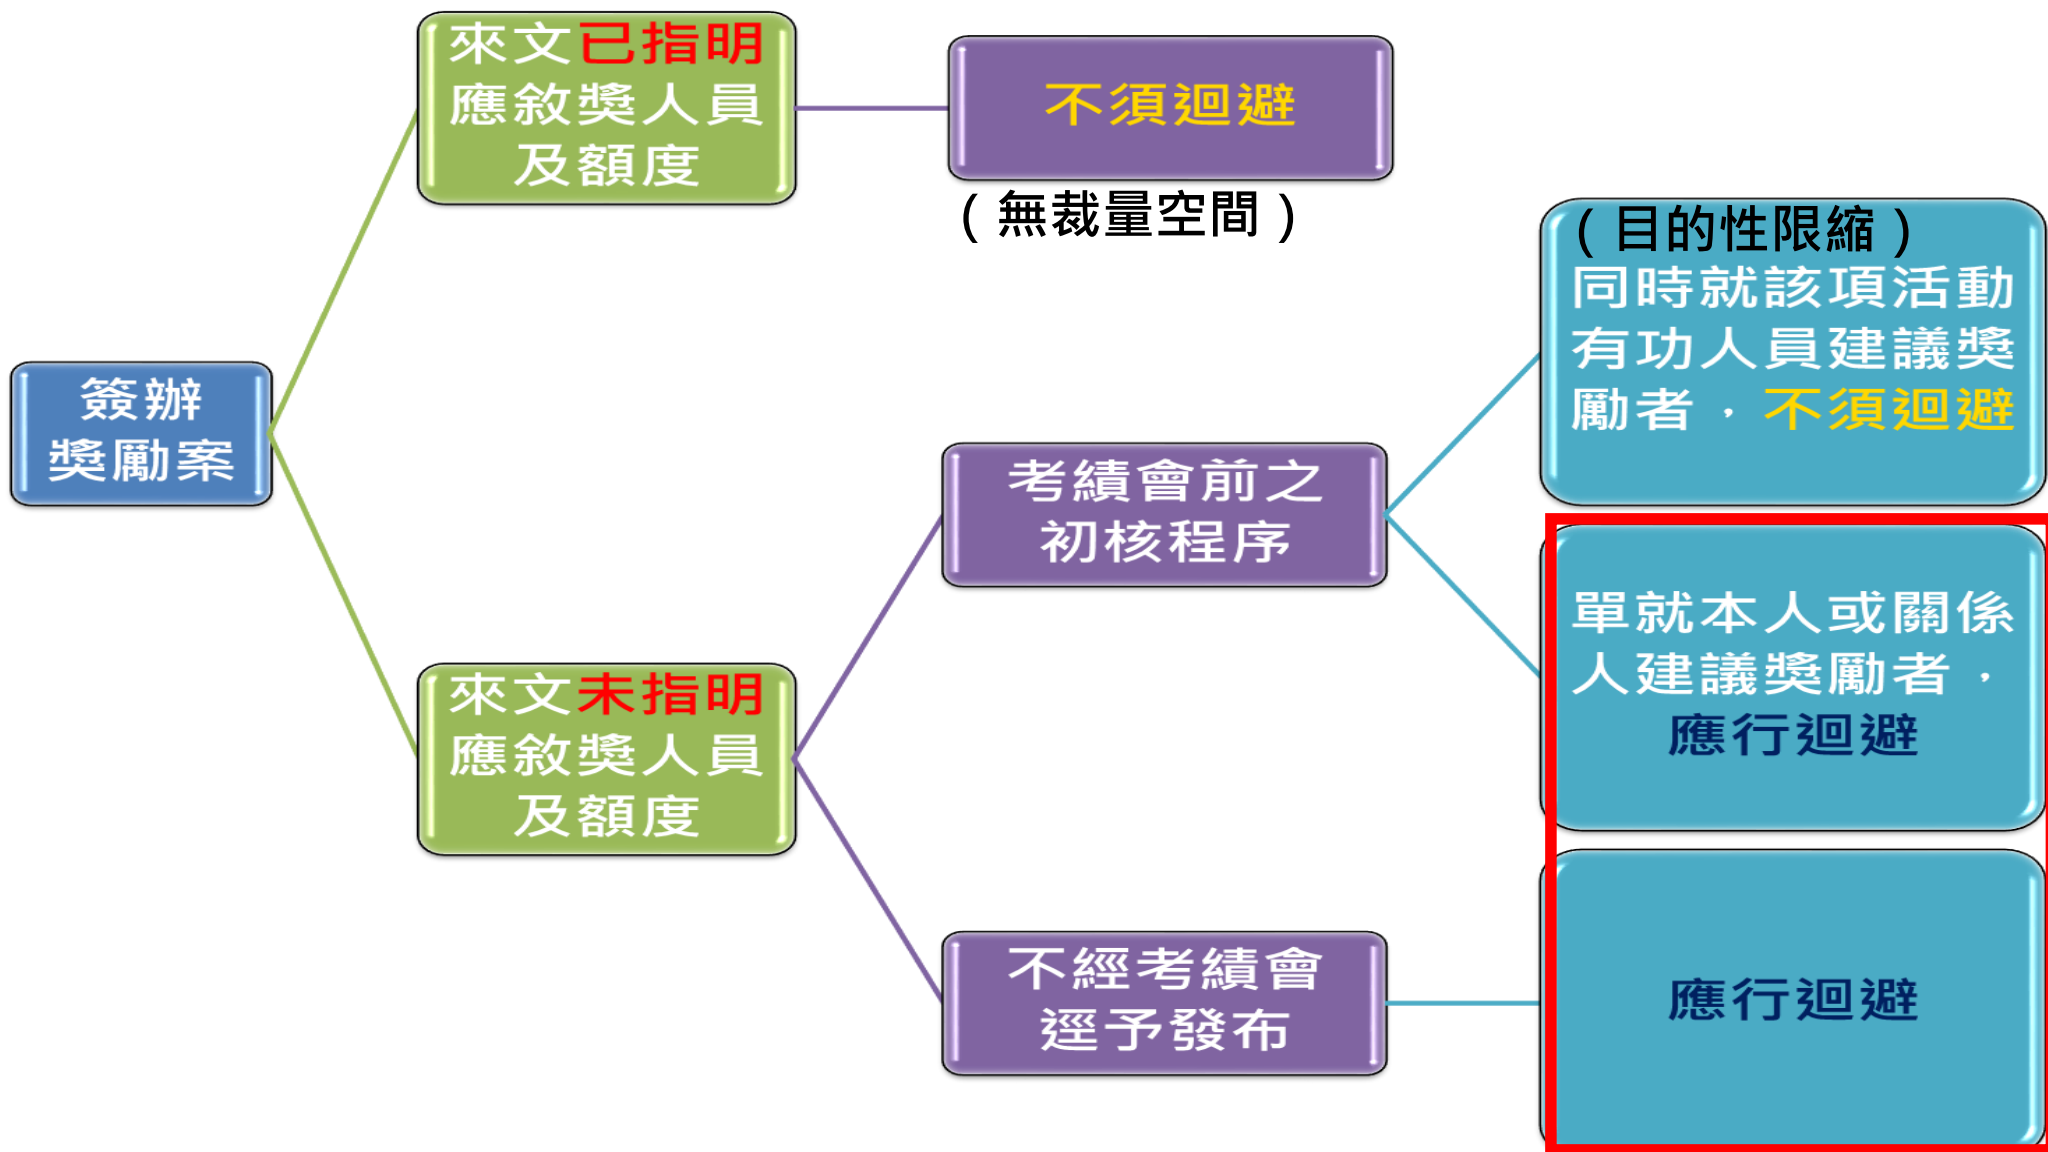 簽辦
獎勵案
來文已指明
應敘獎人員
及額度
不須迴避
（無裁量空間）
來文未指明
應敘獎人員
及額度
考績會前之
初核程序
（目的性限縮）
同時就該項活動
有功人員建議獎
勵者，不須迴避
單就本人或關係
人建議獎勵者，
應行迴避
不經考績會
逕予發布
應行迴避